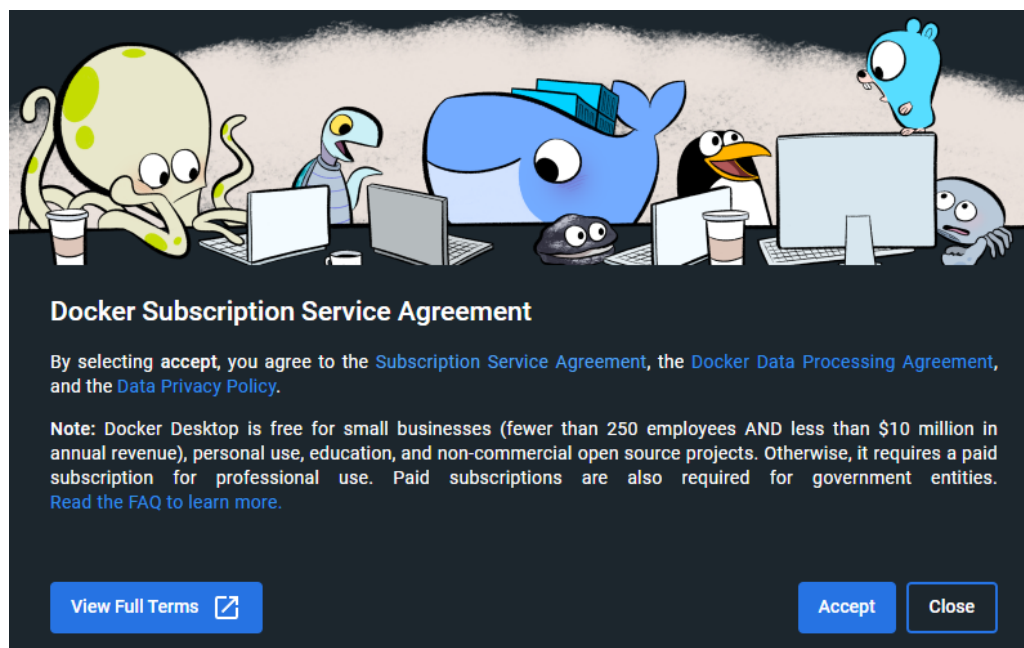 Docker Subscription Service Agreement
By selecting accept, you agree to the Subscription Service Agreement, the Docker Data Processing Agreement,
and the Data Privacy Policy.
Note: Docker Desktop is free for small businesses (fewer than 250 employees AND less than $10 million in
annual revenue), personal use, education, and non-commercial open source projects. Otherwise, it requires a paid
subscription for professional use. Paid subscriptions are also required for government entities.
Read the FAQ to learn more.
View Full Terms
Accept
Close